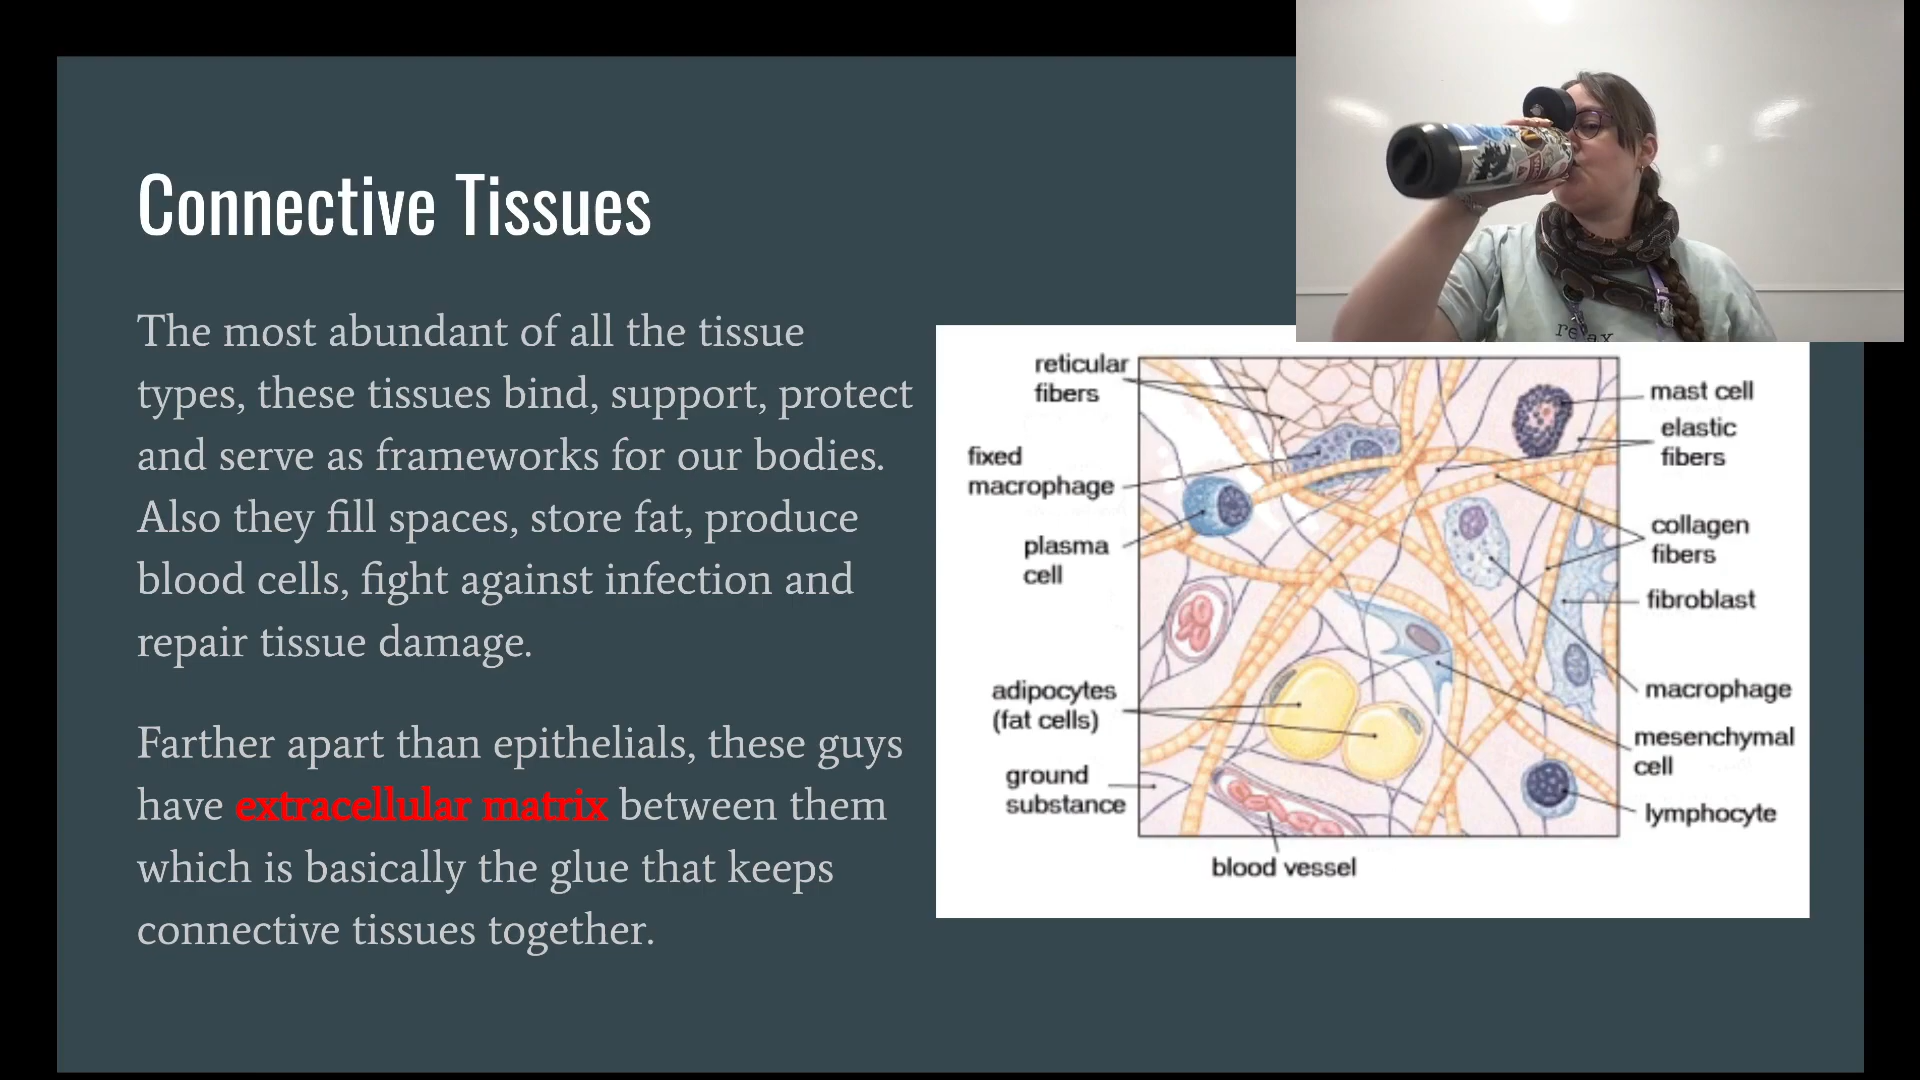 Connective Tissues
The most abundant of all the tissue
types, these tissues bind, support, protect
and serve as frameworks for our bodies.
Also they fill spaces, store fat, produce
blood cells, fight against infection and
repair tissue damage.
Farther apart than epithelials, these guys
have extracellular matrix between them
which is basically the glue that keeps
connective tissues together.
reticular
fibers
fixed
macrophage
plasma
cell
adipocytes
(fat cells)
ground
substance
blood vessel
mast cell
elastic
fibers
collagen
fibers
fibroblast
macrophage
mesenchymal
cell
lymphocyte
relax